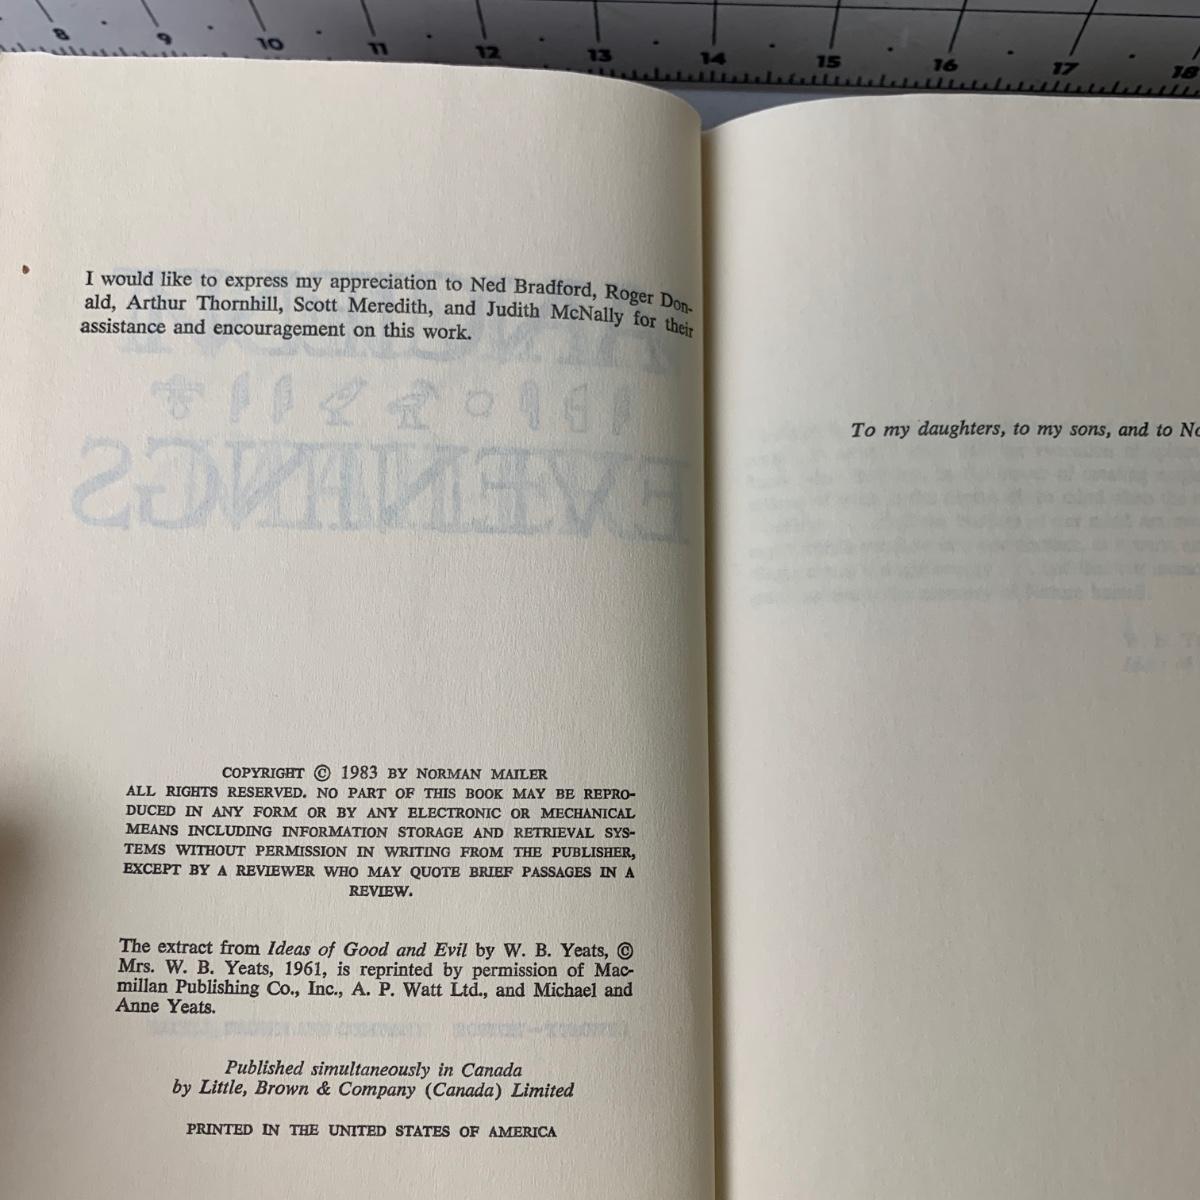 8 9 10 11 12 13 14 15 16 17 18
I would like to express my appreciation to Ned Bradford, Roger Don-
ald, Arthur Thornhill, Scott Meredith, and Judith McNally for their
assistance and encouragement on this work.
EVENINGS
COPYRIGHT © 1983 BY NORMAN MAILER
ALL RIGHTS RESERVED. NO PART OF THIS BOOK MAY BE REPRO-
DUCED IN ANY FORM OR BY ANY ELECTRONIC OR MECHANICAL
MEANS INCLUDING INFORMATION STORAGE AND RETRIEVAL SYS-
TEMS WITHOUT PERMISSION IN WRITING FROM THE PUBLISHER,
EXCEPT BY A REVIEWER WHO MAY QUOTE BRIEF PASSAGES IN A
REVIEW.
The extract from Ideas of Good and Evil by W. B. Yeats, ©
Mrs. W. B. Yeats, 1961, is reprinted by permission of Mac-
millan Publishing Co., Inc., A. P. Watt Ltd., and Michael and
Anne Yeats.
Published simultaneously in Canada
by Little, Brown & Company (Canada) Limited
PRINTED IN THE UNITED STATES OF AMERICA
To my daughters, to my sons, and to